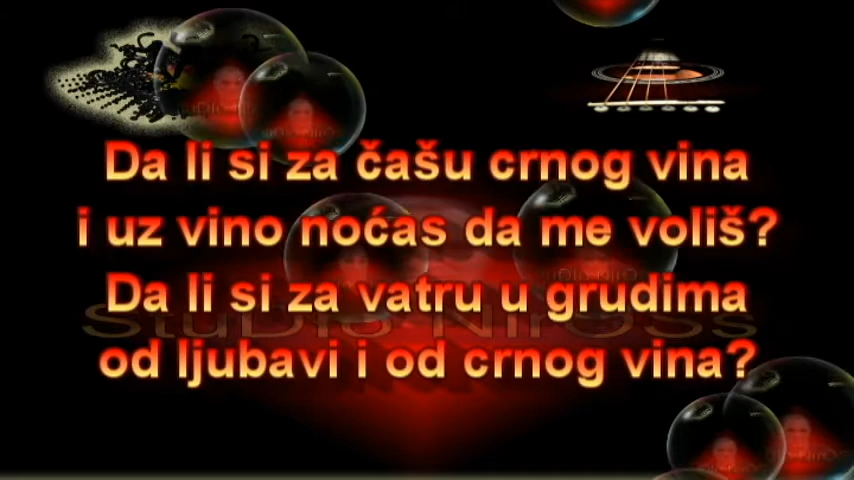 Da li si za čašu crnog vina
i uz vino noćas da me voliš?
Da li si za vatru u grudima
StuDio NirOSs
od ljubavi i od crnog vina?